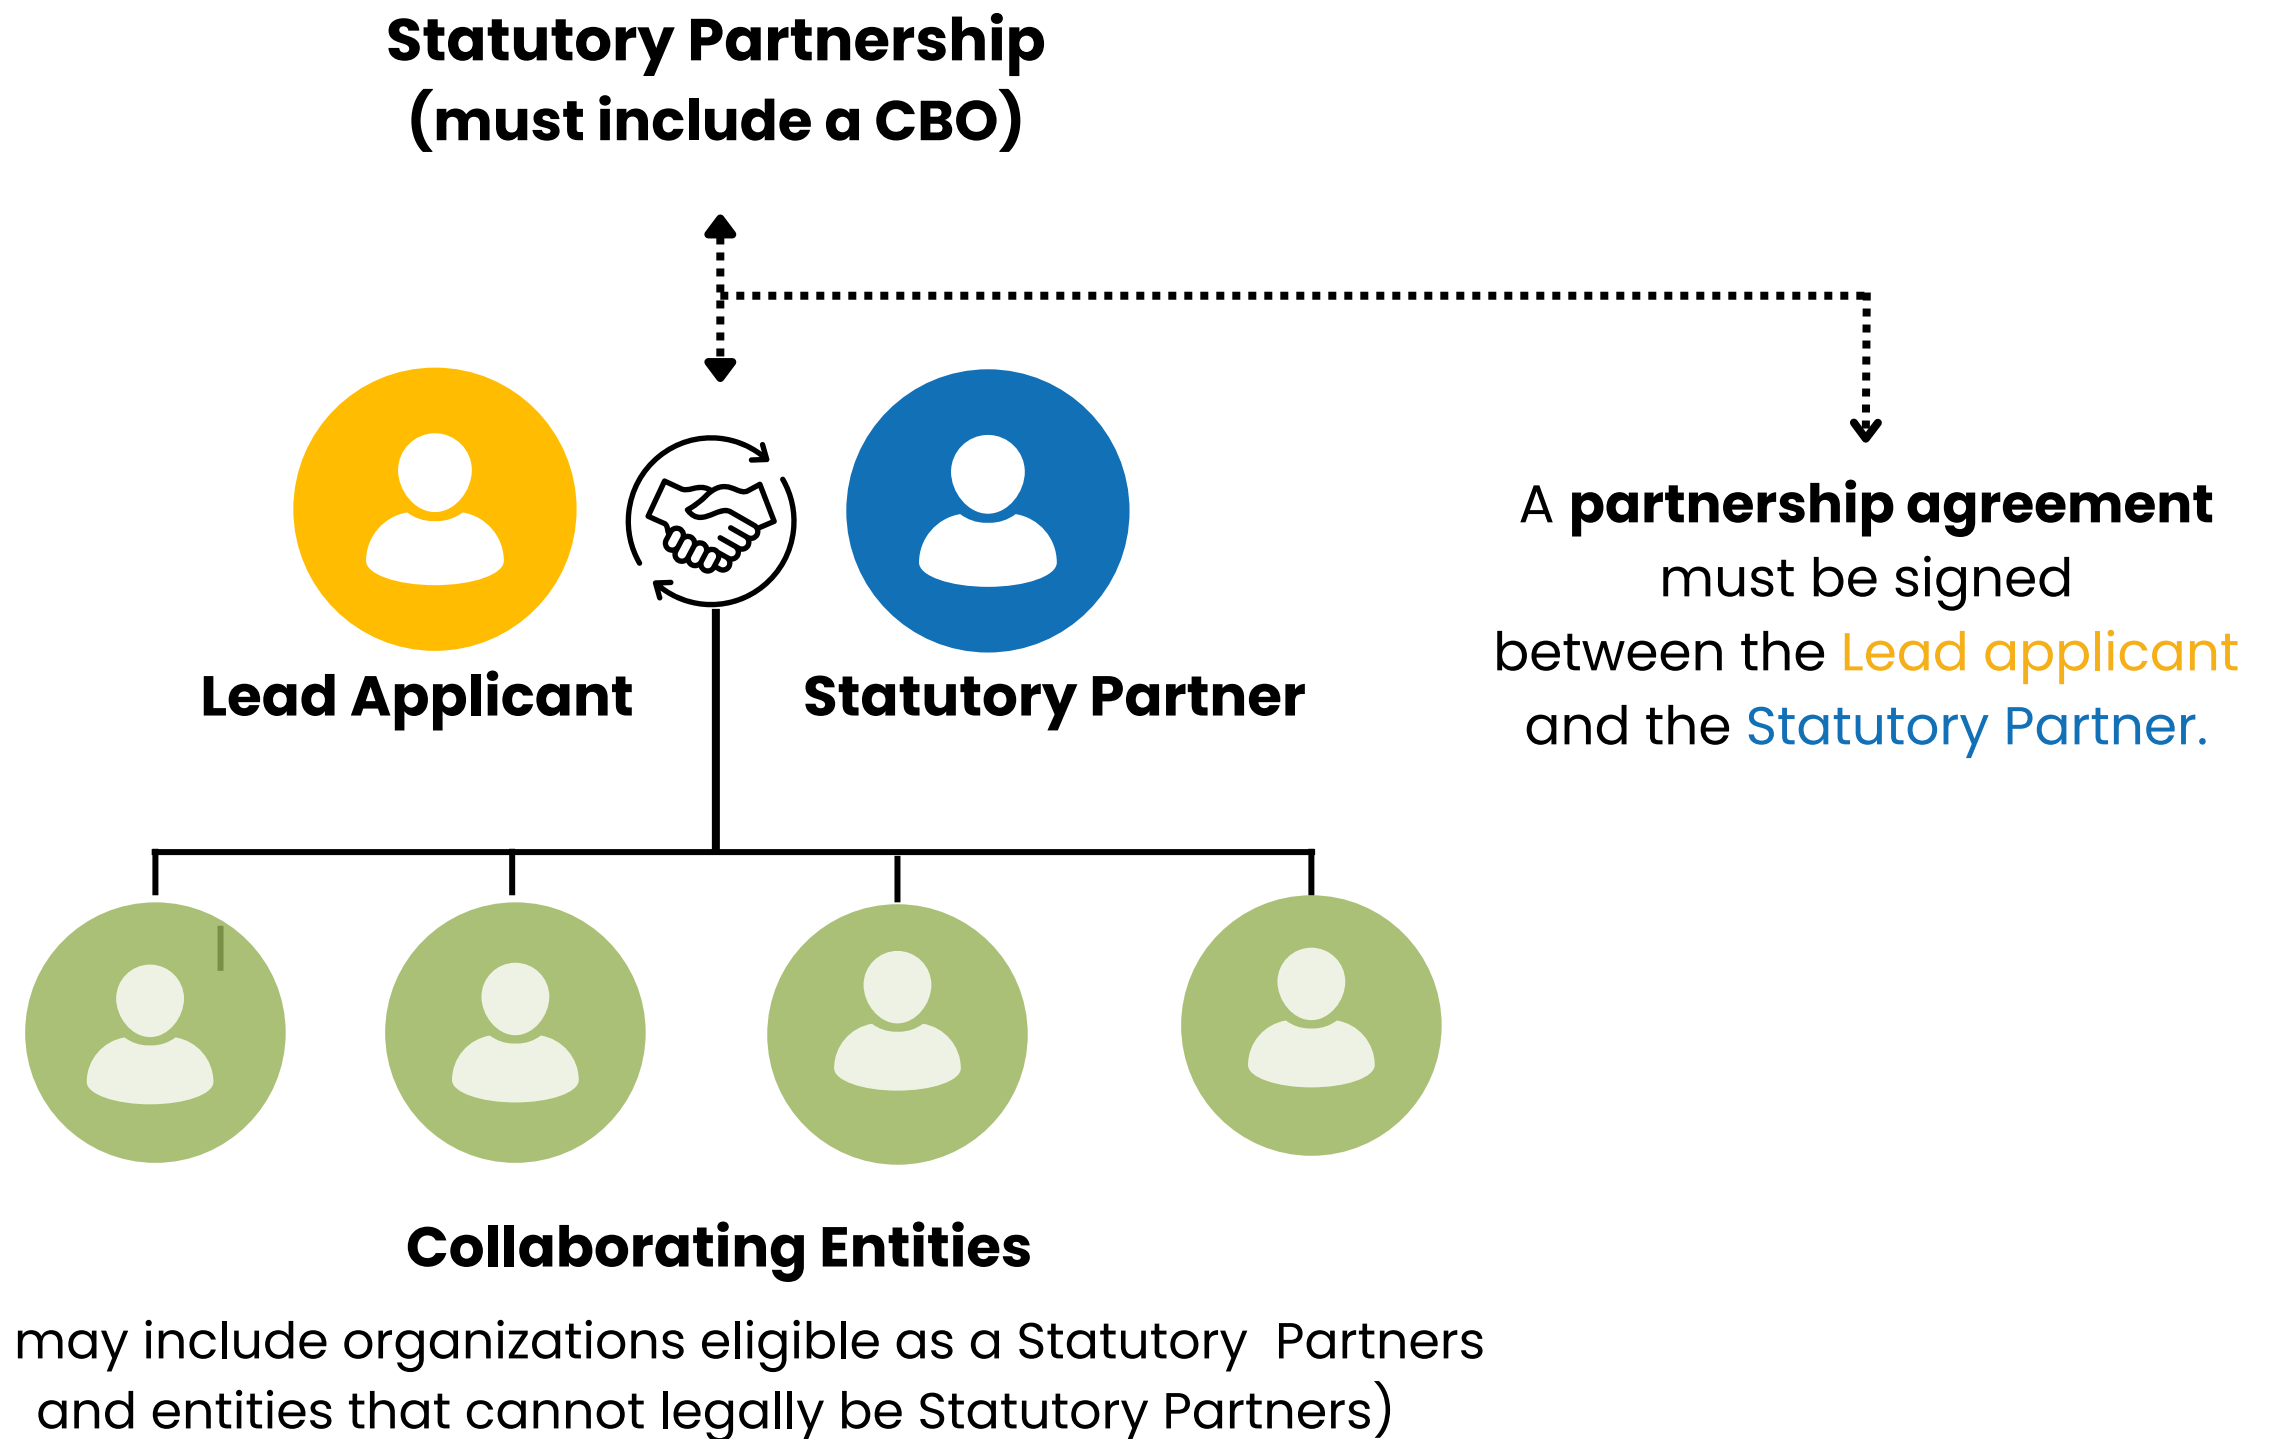 Statutory Partnership
(must include a CBO)
Lead Applicant
Statutory Partner
A partnership agreement
must be signed
between the Lead applicant
and the Statutory Partner.
Collaborating Entities
may include organizations eligible as a Statutory  Partners
and entities that cannot legally be Statutory Partners)